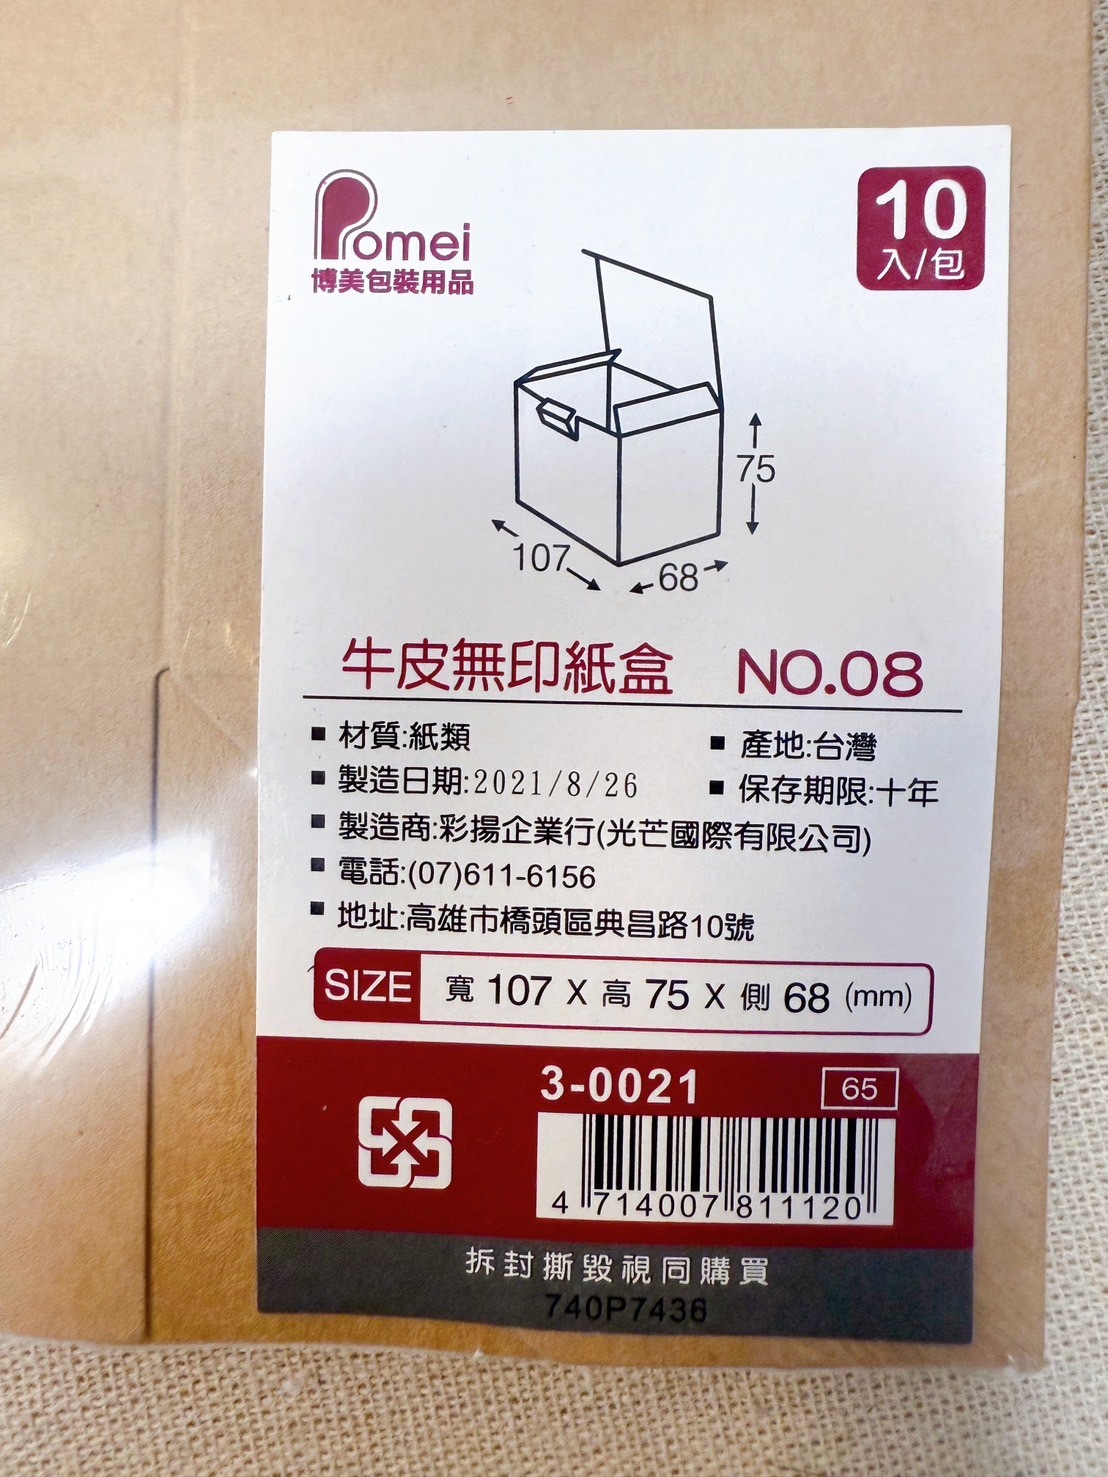 Pomei
博美包裝用品
10
入/包
75
107
68
牛皮無印紙盒 NO.08
■ 材質:紙類 ■ 產地:台灣
■ 製造日期:2021/8/26 ■ 保存期限:十年
■ 製造商:彩揚企業行(光芒國際有限公司)
■ 電話:(07)611-6156
■ 地址:高雄市橋頭區典昌路10號
SIZE 寬 107 X 高 75 X 側 68 (mm)
3-0021 65
4 714007 811120
拆封撕毀視同購買
740P7436